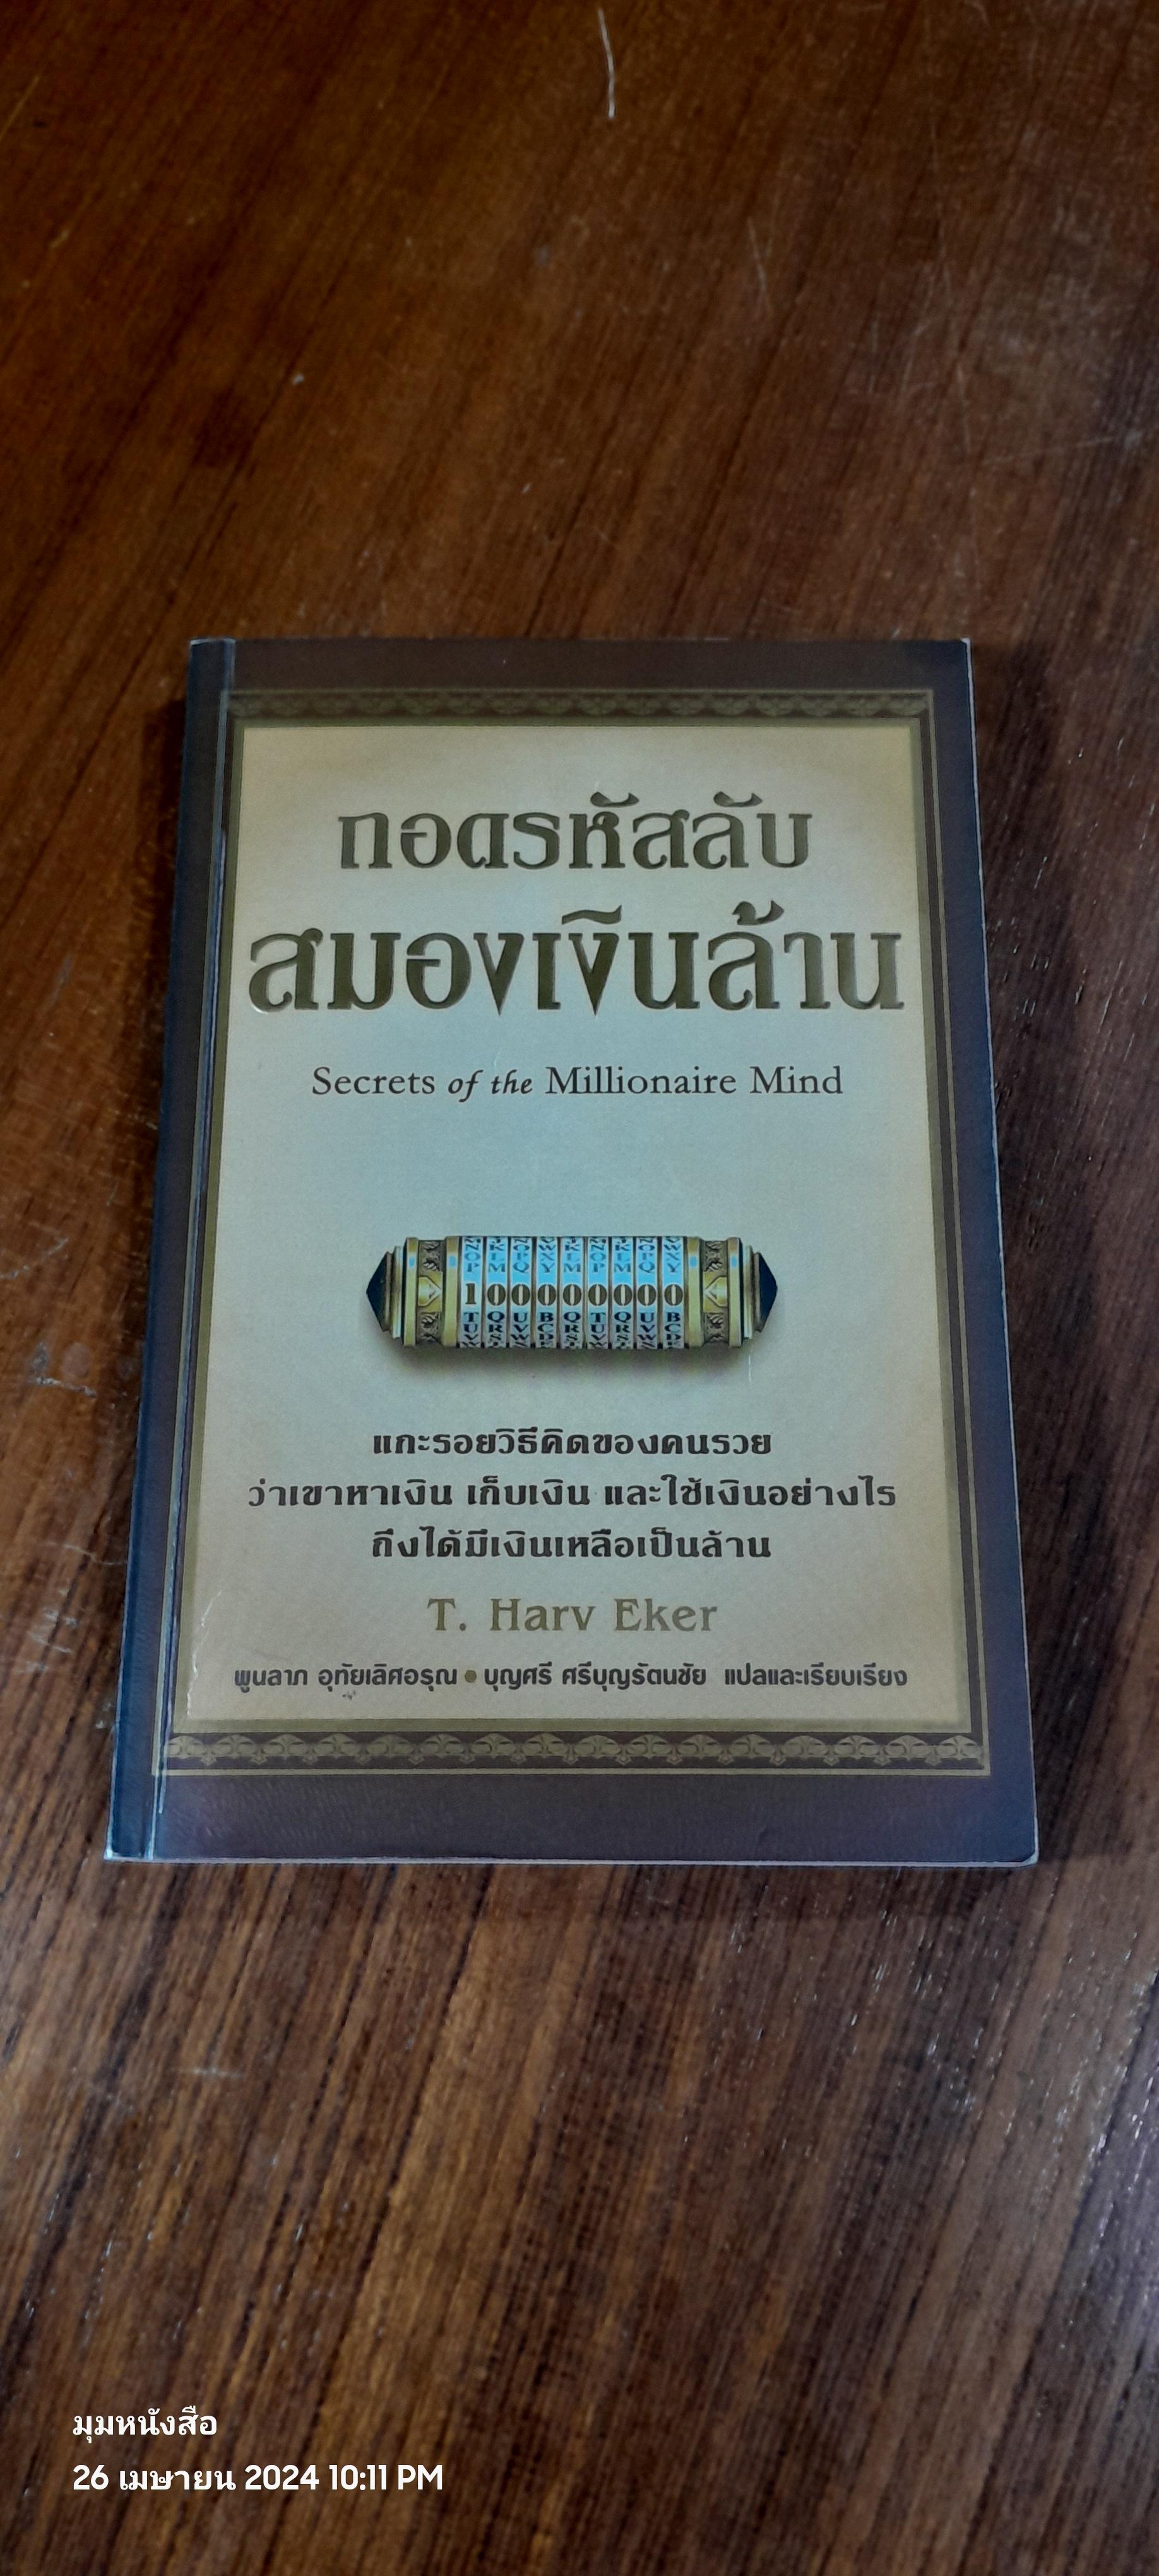 ถอดรหัสลับ
สมองเงินล้าน
Secrets of the Millionaire Mind
100000000
แกะรอยวิธีคิดของคนรวย
ว่าเขาหาเงิน เก็บเงิน และใช้เงินอย่างไร
ถึงได้มีเงินเหลือเป็นล้าน
T. Harv Eker
พูนลาภ อุทัยเลิศอรุณ • บุญศรี ศรีบุญรัตนชัย แปลและเรียบเรียง
มุมหนังสือ
26 เมษายน 2024 10:11 PM